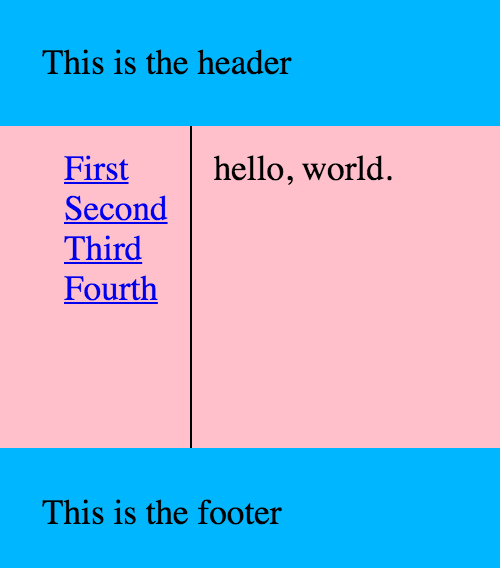 This is the header
First
Second
Third
Fourth
hello, world.
This is the footer